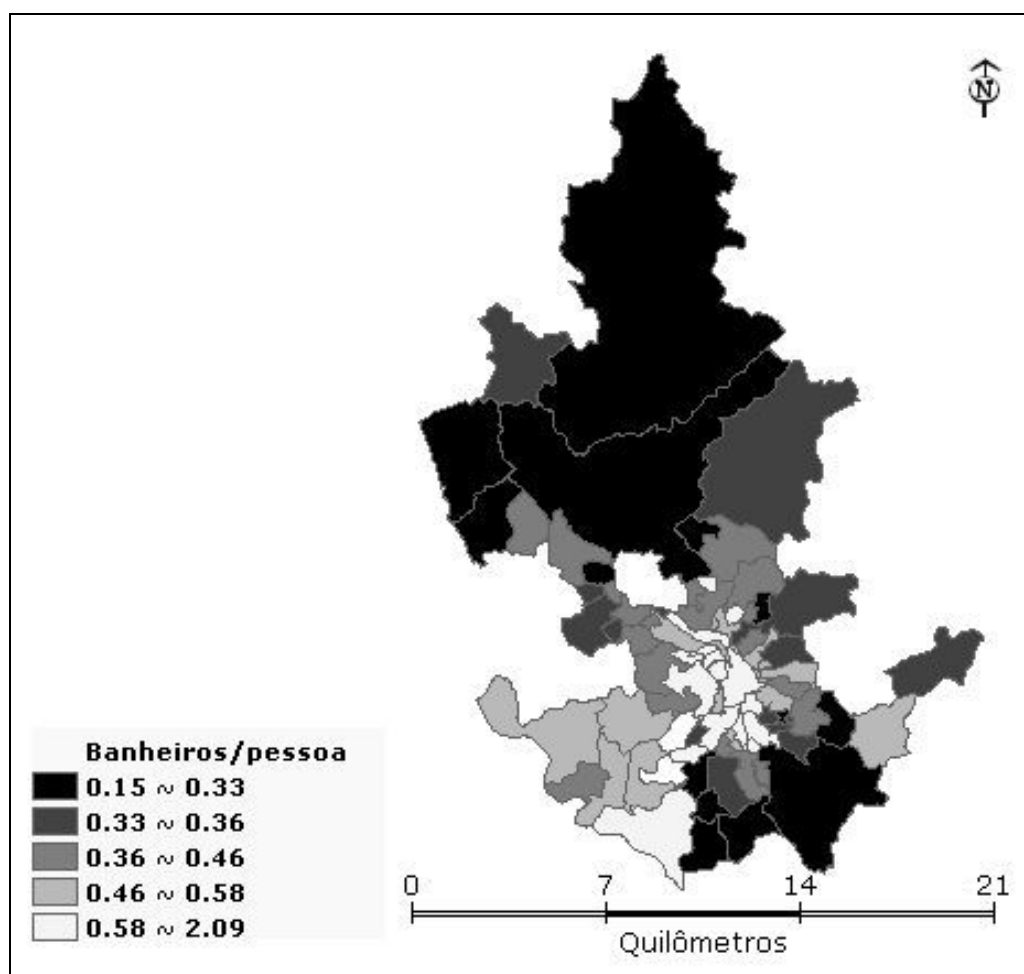 N
Banheiros/pessoa
0.15 ~ 0.33
0.33 ~ 0.36
0.36 ~ 0.46
0.46 ~ 0.58
0.58 ~ 2.09
0 7 14 21
Quilômetros